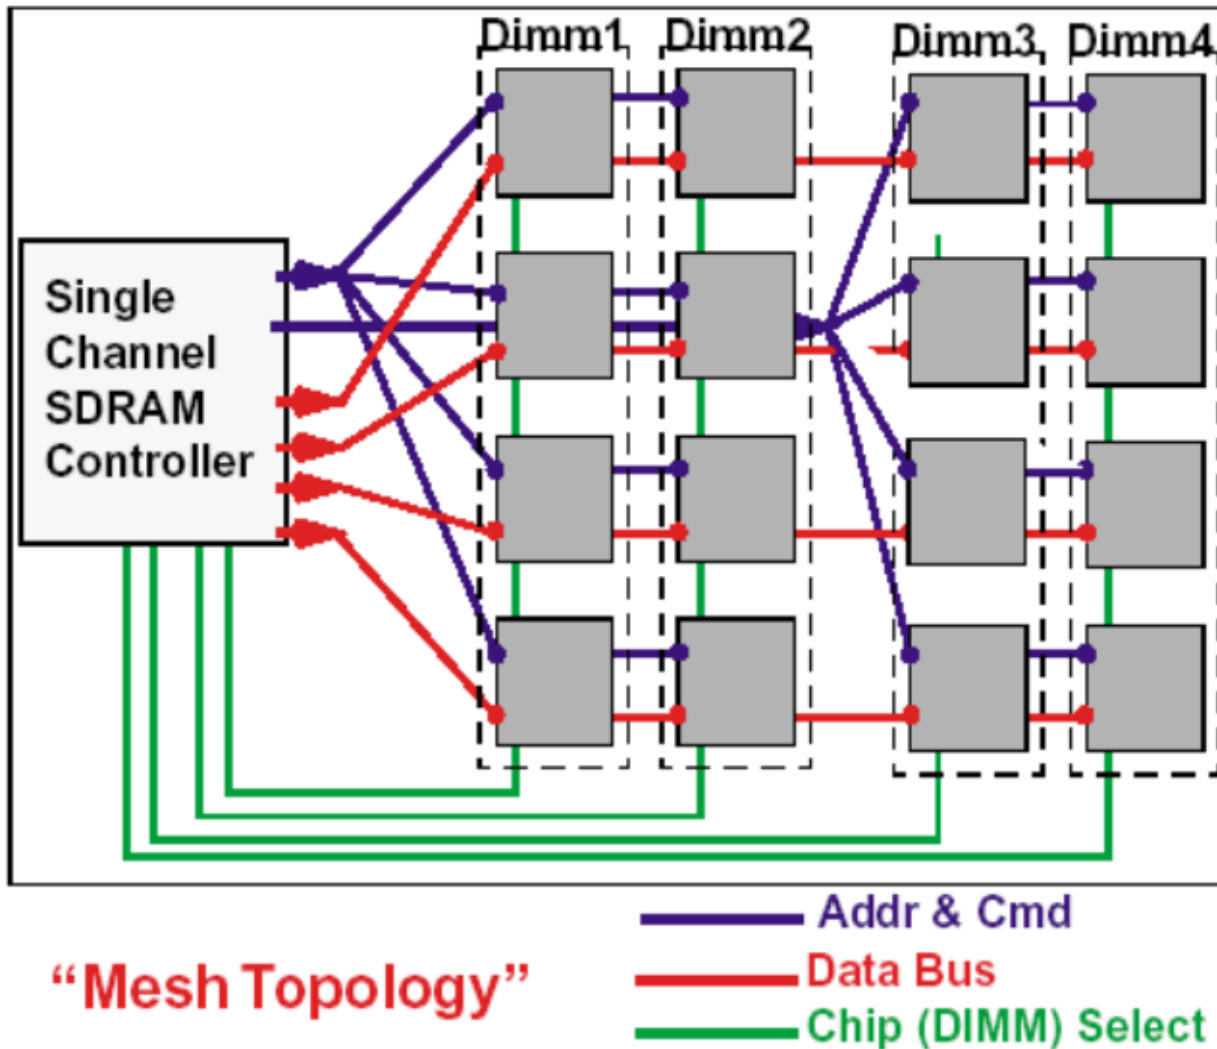 Dimm1 Dimm2 Dimm3 Dimm4
Single
Channel
SDRAM
Controller
Addr & Cmd
“Mesh Topology”
Data Bus
Chip (DIMM) Select